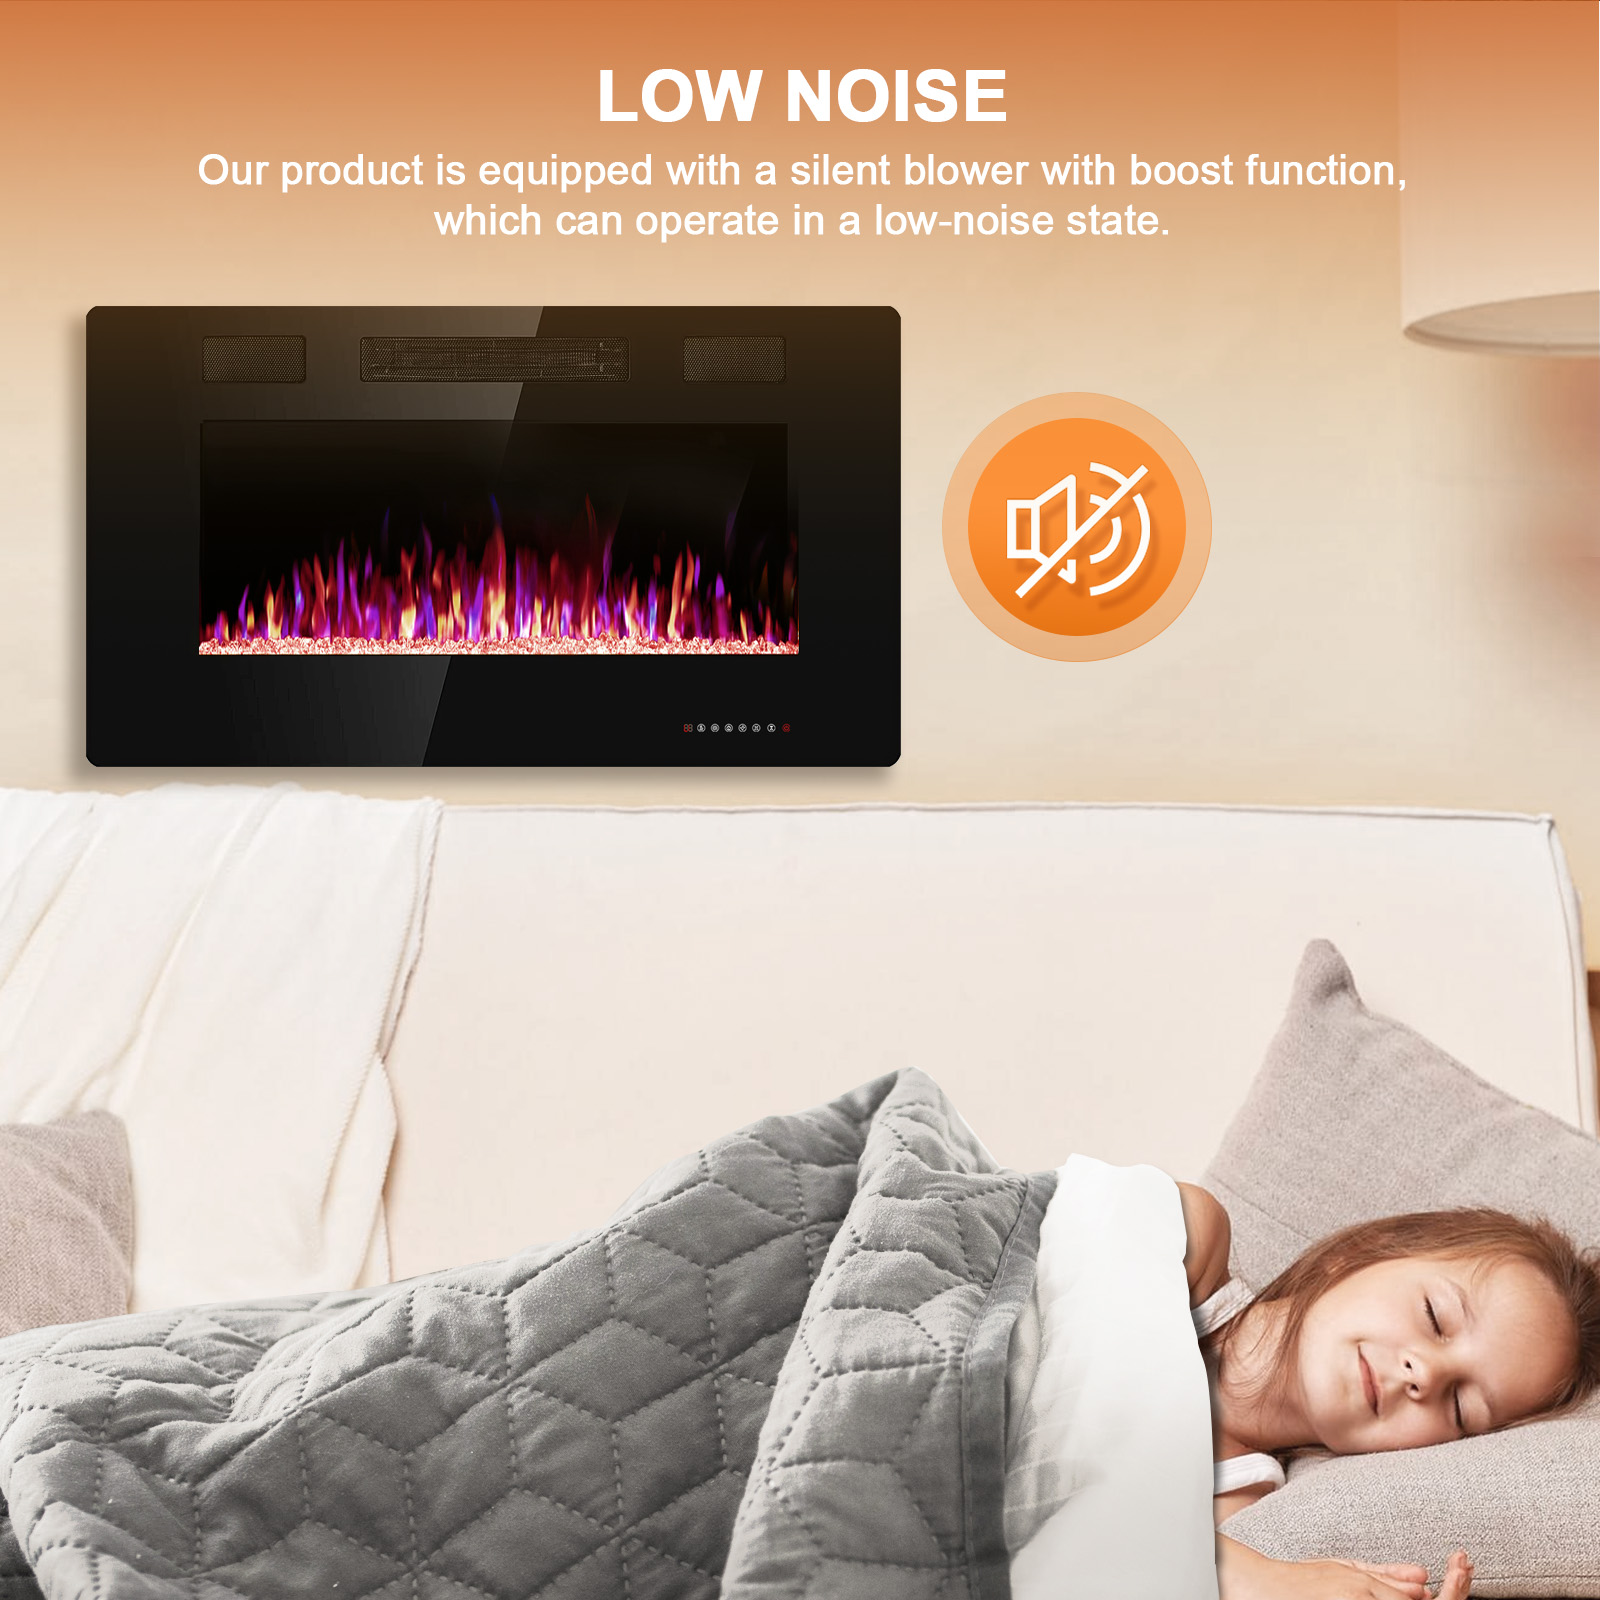 LOW NOISE
Our product is equipped with a silent blower with boost function,
which can operate in a low-noise state.